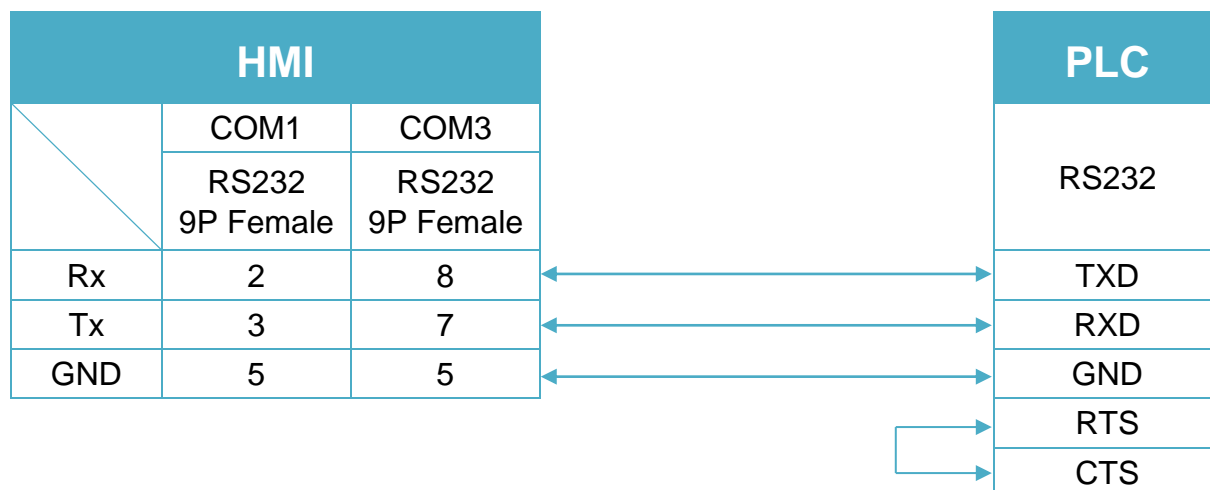 HMI PLC
COM1 COM3
RS232 RS232 RS232
9P Female 9P Female
Rx 2 8 TXD
Tx 3 7 RXD
GND 5 5 GND
RTS
CTS